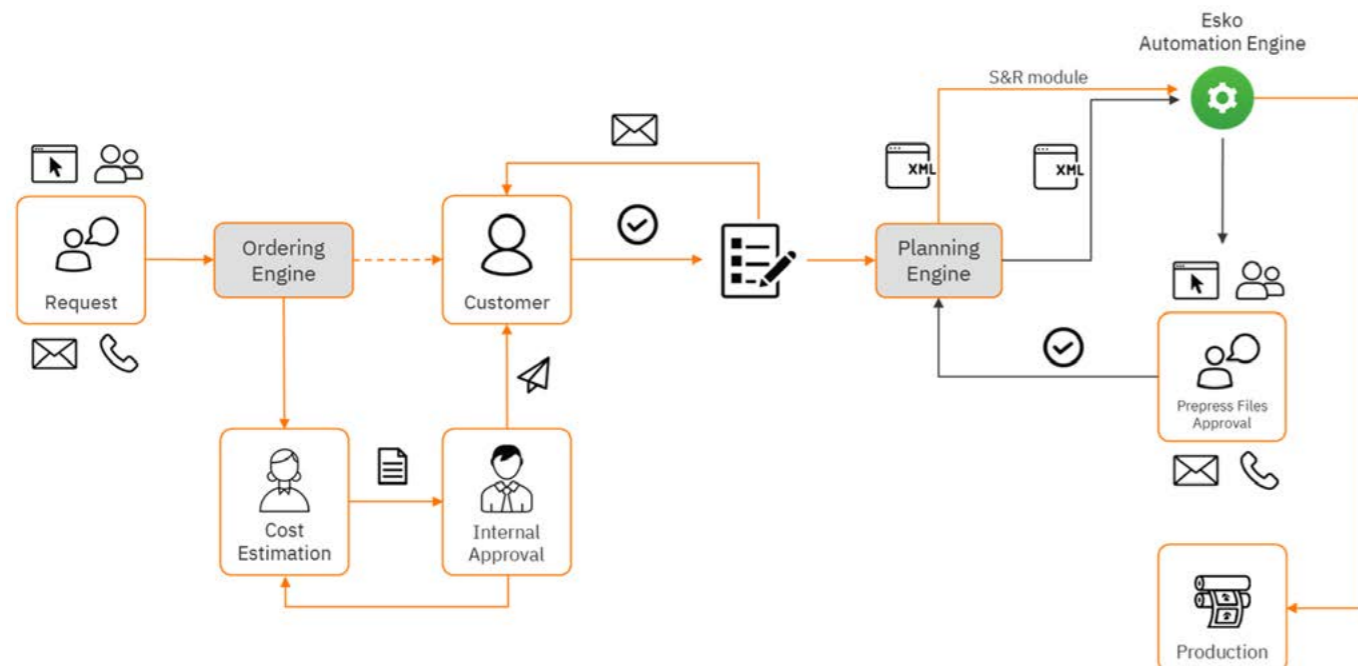 Esko
Automation Engine
S&R module
XML
XML
Request
Ordering
Engine
Customer
Planning
Engine
Prepress Files
Approval
Cost
Estimation
Internal
Approval
Production